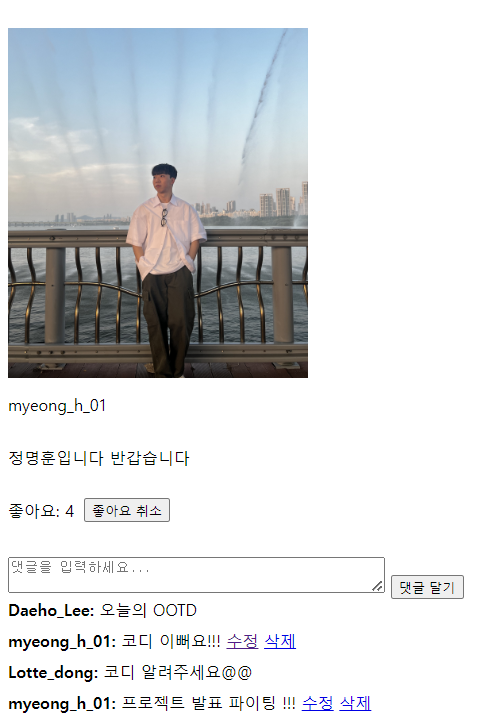 myeong_h_01
정명훈입니다 반갑습니다
좋아요: 4 좋아요 취소
댓글을 입력하세요... 댓글 달기
Daeho_Lee: 오늘의 OOTD
myeong_h_01: 코디 이뻐요!!! 수정 삭제
Lotte_dong: 코디 알려주세요@@
myeong_h_01: 프로젝트 발표 파이팅 !!! 수정 삭제